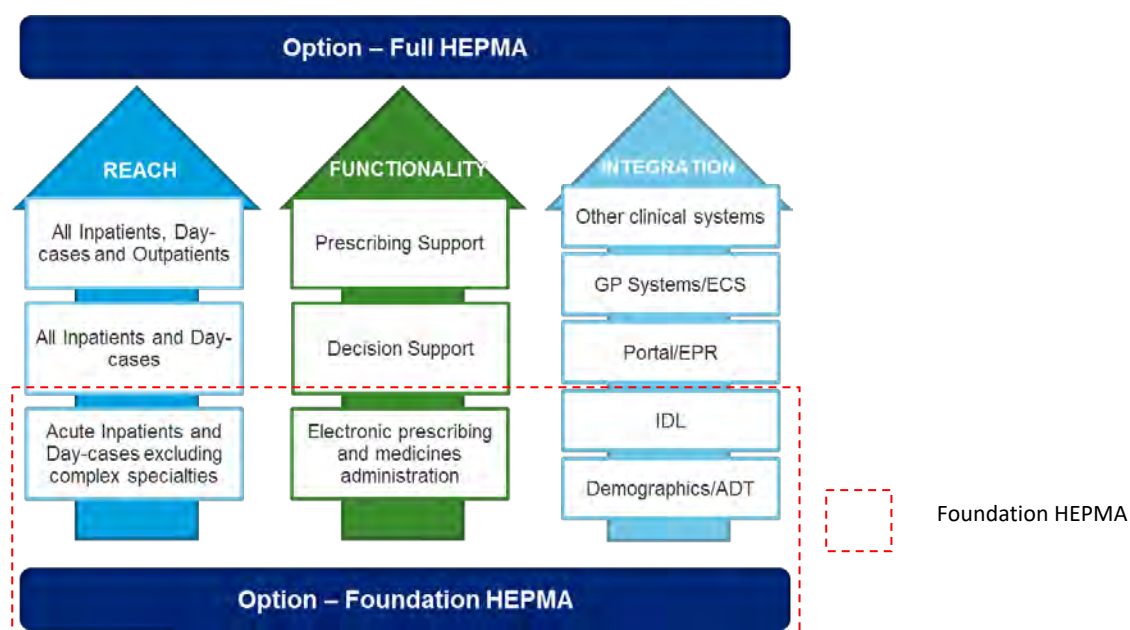 Option – Full HEPMA
REACH
All Inpatients, Day-
cases and Outpatients
All Inpatients and Day-
cases
Acute Inpatients and
Day-cases excluding
complex specialties
FUNCTIONALITY
Prescribing Support
Decision Support
Electronic prescribing
and medicines
administration
INTEGRATION
Other clinical systems
GP Systems/ECS
Portal/EPR
IDL
Demographics/ADT
Foundation HEPMA
Option – Foundation HEPMA